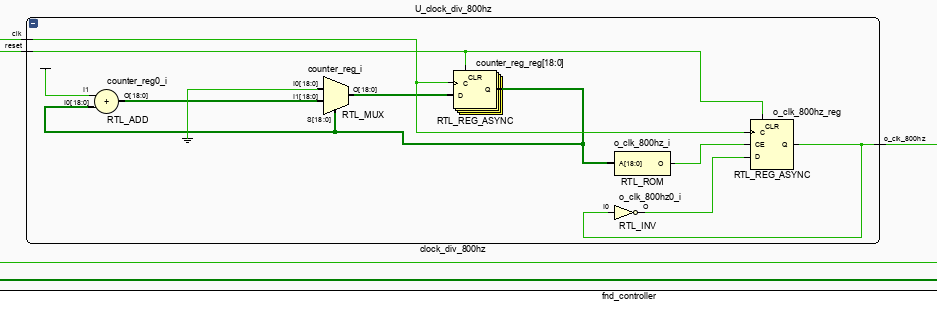 U_clock_div_800hz
clk
reset
counter_reg0_i
I1
I0[18:0]
+
O[18:0]
RTL_ADD
counter_reg_i
I0[18:0]
I1[18:0]
S[18:0]
O[18:0]
RTL_MUX
counter_reg_reg[18:0]
CLR
C
D
Q
RTL_REG_ASYNC
o_clk_800hz_i
A[18:0]
O
RTL_ROM
o_clk_800hz0_i
I0
O
RTL_INV
o_clk_800hz_reg
CLR
C
CE
D
Q
RTL_REG_ASYNC
o_clk_800hz
clock_div_800hz
fnd_controller